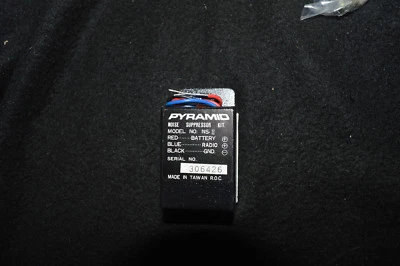 PYRAMID
NOISE SUPPRESSOR KIT
MODEL NO. NS-II
RED--------BATTERY ⊕
BLUE----------RADIO ⊕
BLACK----------GND. ⊖
SERIAL NO.
306426
MADE IN TAIWAN R.O.C.